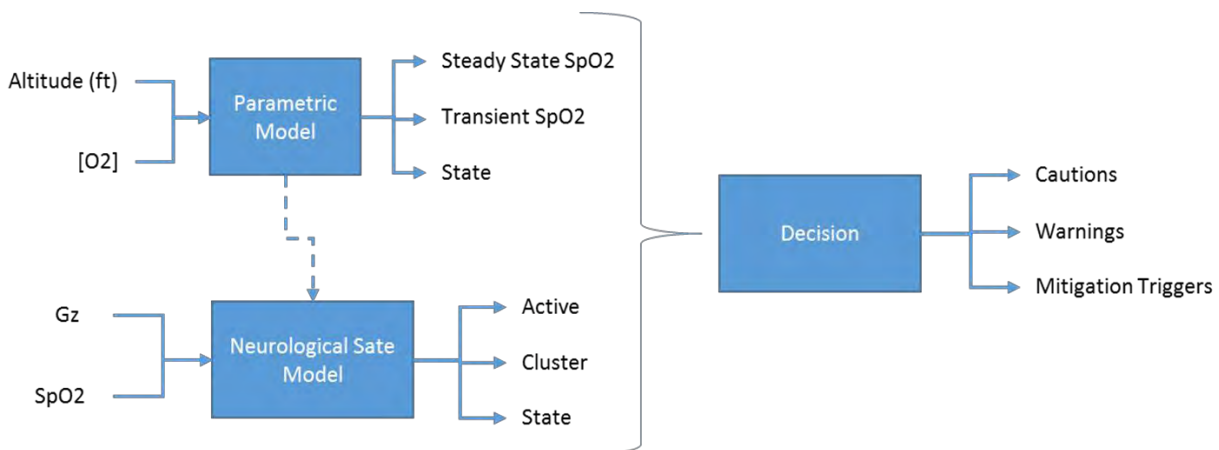 Altitude (ft)
[O2]
Parametric
Model
Steady State SpO2
Transient SpO2
State
Gz
SpO2
Neurological Sate
Model
Active
Cluster
State
Decision
Cautions
Warnings
Mitigation Triggers